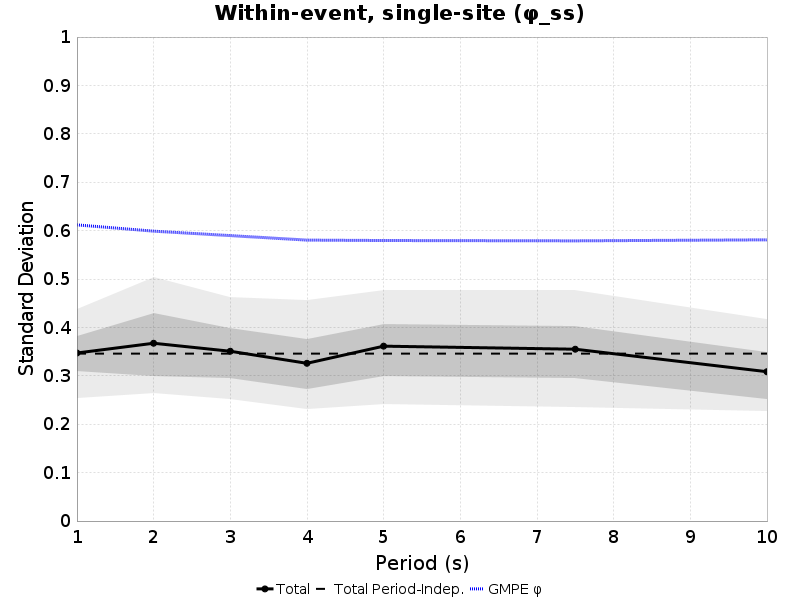 Within-event, single-site (φ_ss)
1
0.9
0.8
0.7
0.6
0.5
0.4
0.3
0.2
0.1
0
Standard Deviation
1 2 3 4 5 6 7 8 9 10
Period (s)
Total Total Period-Indep. GMPE φ